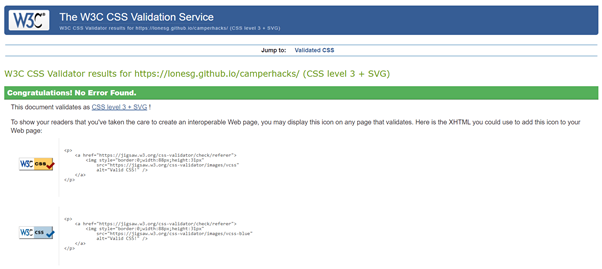 W3C®
The W3C CSS Validation Service
W3C CSS Validator results for https://lonesg.github.io/camperhacks/ (CSS level 3 + SVG)
Jump to: Validated CSS
W3C CSS Validator results for https://lonesg.github.io/camperhacks/ (CSS level 3 + SVG)
Congratulations! No Error Found.
This document validates as CSS level 3 + SVG !
To show your readers that you've taken the care to create an interoperable Web page, you may display this icon on any page that validates. Here is the XHTML you could use to add this icon to your
Web page:
W3C css
<p>
<a href="https://jigsaw.w3.org/css-validator/check/referer">
<img style="border:0;width:88px;height:31px"
src="https://jigsaw.w3.org/css-validator/images/vcss"
alt="Valid CSS!" />
</a>
</p>
W3C css
<p>
<a href="https://jigsaw.w3.org/css-validator/check/referer">
<img style="border:0;width:88px;height:31px"
src="https://jigsaw.w3.org/css-validator/images/vcss-blue"
alt="Valid CSS!" />
</a>
</p>